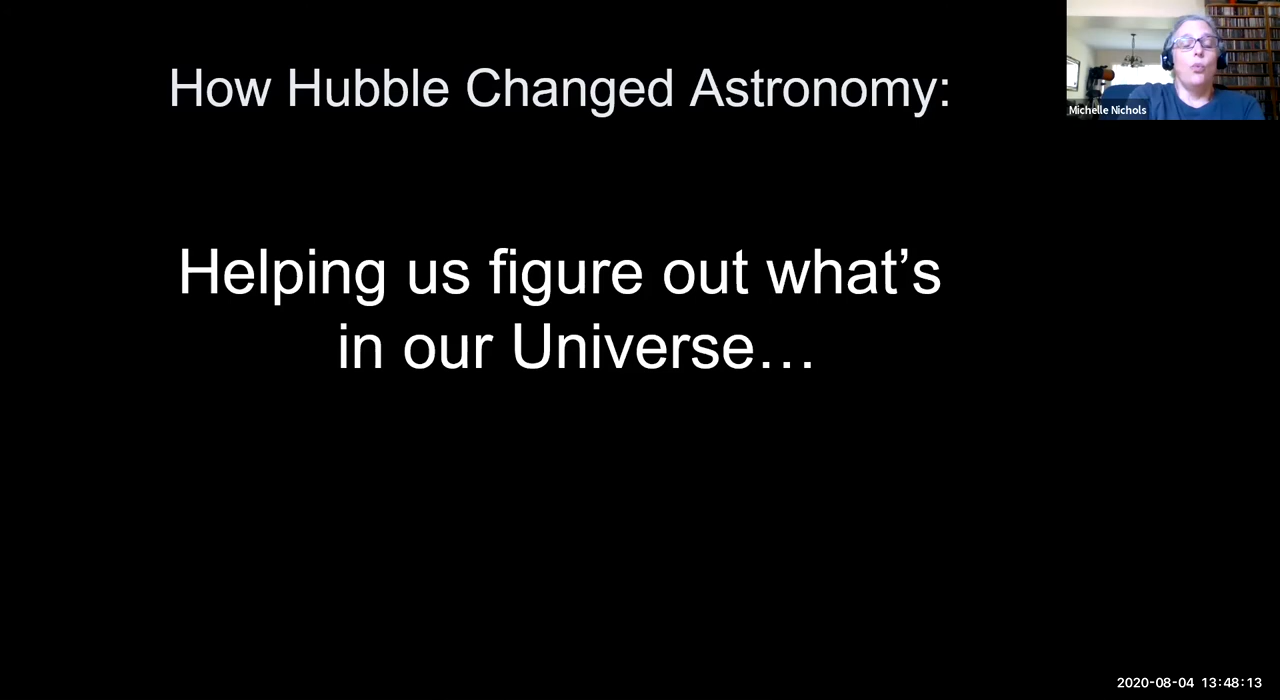 How Hubble Changed Astronomy:
Michelle Nichols
Helping us figure out what’s
in our Universe…
2020-08-04 13:48:13